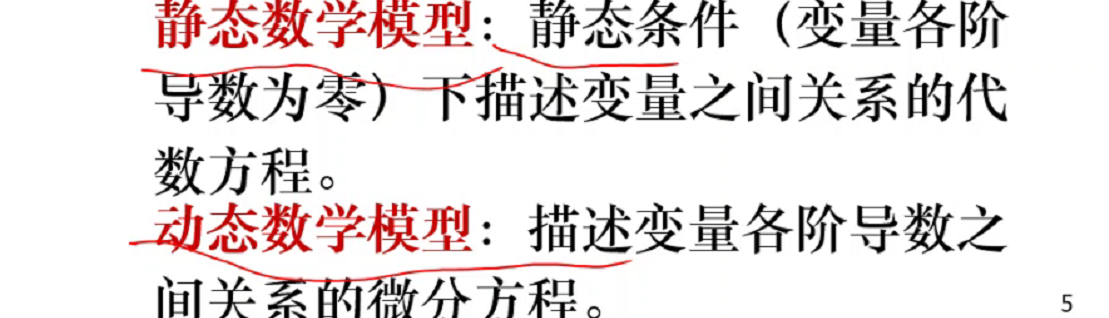 静态数学模型：静态条件（变量各阶
导数为零）下描述变量之间关系的代
数方程。
动态数学模型：描述变量各阶导数之
间关系的微分方程。
5